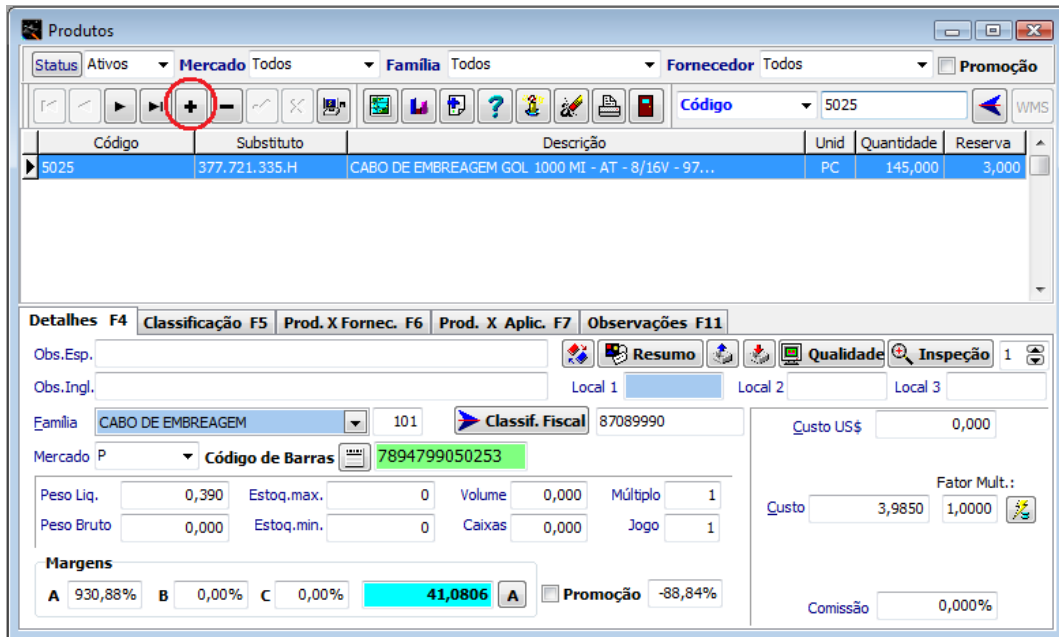 Produtos
Status Ativos Mercado Todos Família Todos Fornecedor Todos Promoção
Código 5025 WMS
Código Substituto Descrição Unid Quantidade Reserva
5025 377.721.335.H CABO DE EMBREAGEM GOL 1000 MI - AT - 8/16V - 97... PC 145,000 3,000
Detalhes F4 Classificação F5 Prod. X Fornec. F6 Prod. X Aplic. F7 Observações F11
Obs.Esp. Resumo Qualidade Inspeção 1
Obs.Ingl. Local 1 Local 2 Local 3
Família CABO DE EMBREAGEM 101 Classif. Fiscal 87089990 Custo US$ 0,000
Mercado P Código de Barras 7894799050253
Fator Mult.:
Peso Liq. 0,390 Estoq.max. 0 Volume 0,000 Múltiplo 1
Custo 3,9850 1,0000
Peso Bruto 0,000 Estoq.min. 0 Caixas 0,000 Jogo 1
Margens
A 930,88% B 0,00% C 0,00% 41,0806 A Promoção -88,84%
Comissão 0,000%